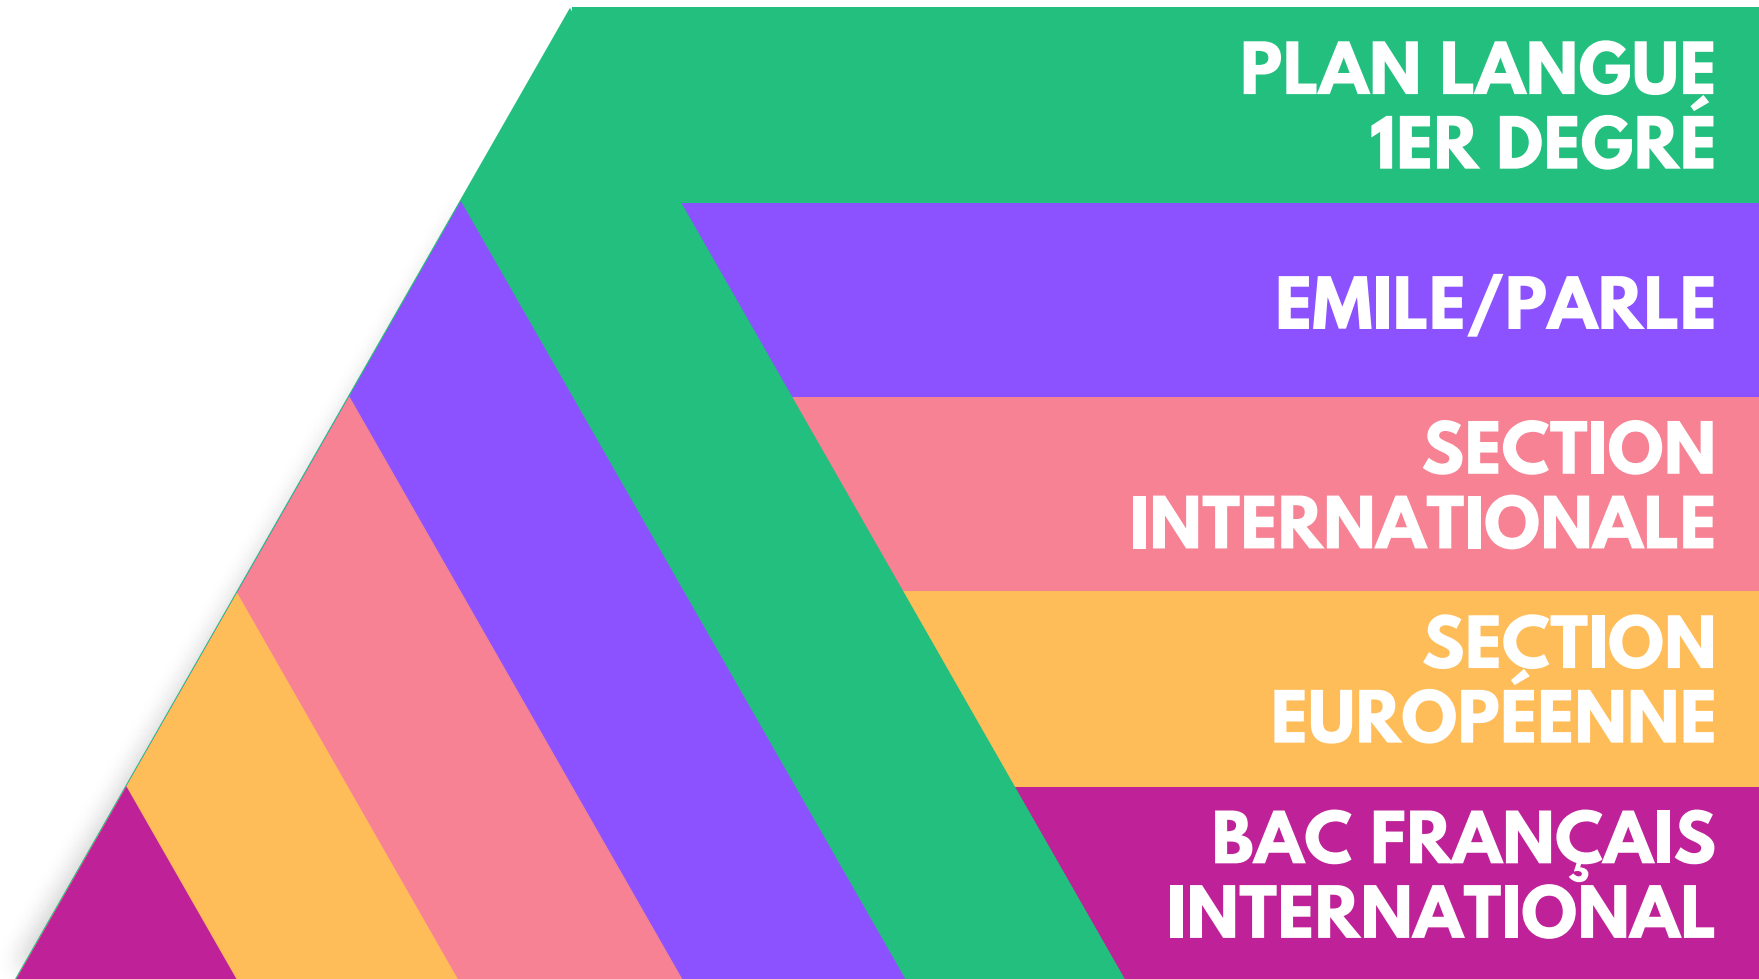 PLAN LANGUE
1ER DEGRÉ
EMILE/PARLE
SECTION
INTERNATIONALE
SECTION
EUROPÉENNE
BAC FRANÇAIS
INTERNATIONAL